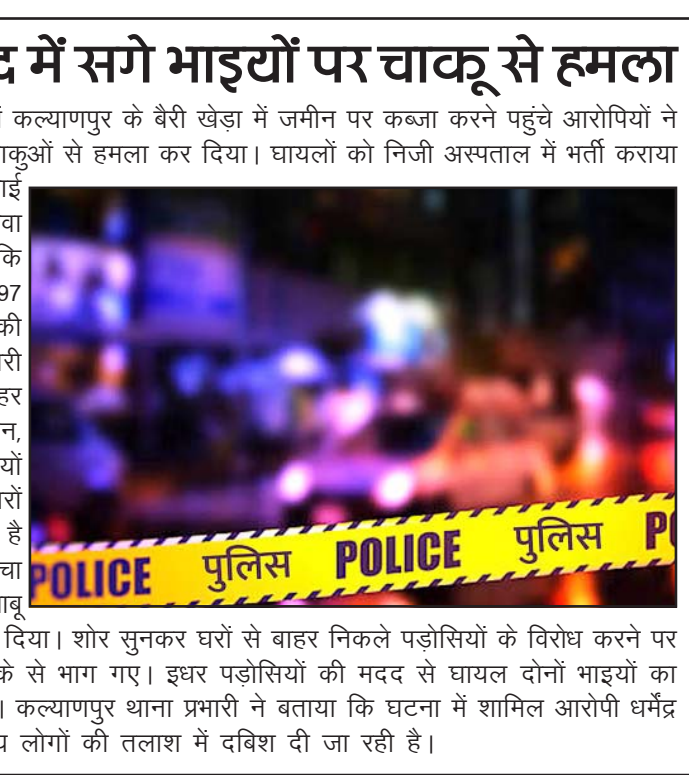 में सगे भाइयों पर चाकू से हमला
कल्याणपुर के बैरी खेड़ा में जमीन पर कब्जा करने पहुंचे आरोपियों ने
से हमला कर दिया। घायलों को निजी अस्पताल में भर्ती कराया
कि
97
की
है
POLICE पुलिस POLICE पुलिस
दिया। शोर सुनकर घरों से बाहर निकले पड़ोसियों के विरोध करने पर
से भाग गए। इधर पड़ोसियों की मदद से घायल दोनों भाइयों का
। कल्याणपुर थाना प्रभारी ने बताया कि घटना में शामिल आरोपी धर्मेंद्र
लोगों की तलाश में दबिश दी जा रही है।